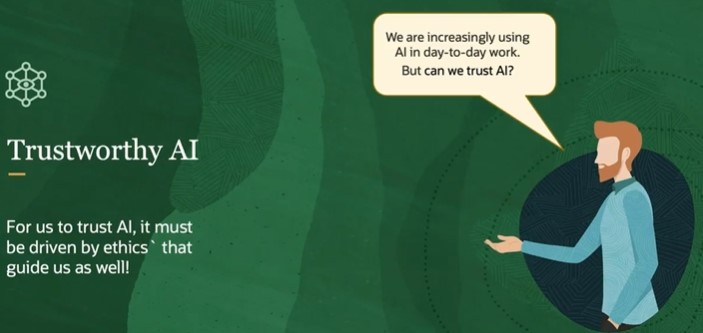 We are increasingly using
AI in day-to-day work.
But can we trust AI?
Trustworthy AI
For us to trust AI, it must
be driven by ethics` that
guide us as well!